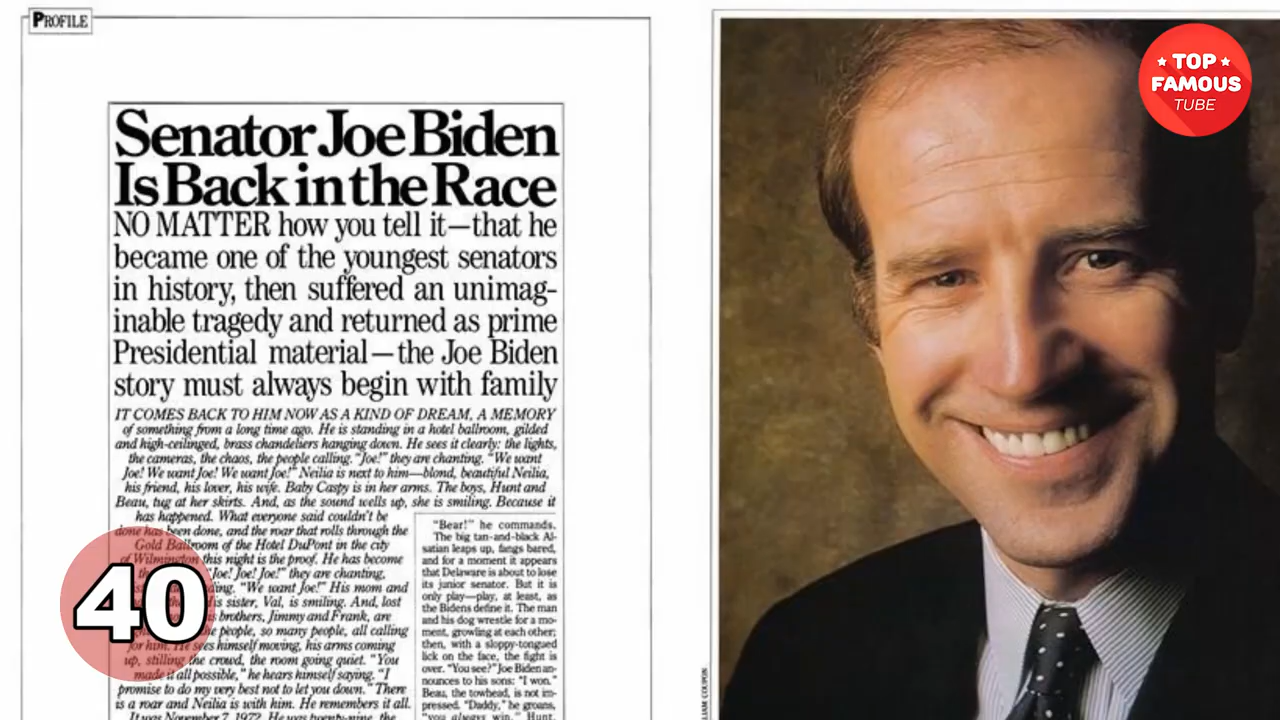 PROFILE
Senator Joe Biden
Is Back in the Race
NO MATTER how you tell it—that he
became one of the youngest senators
in history, then suffered an unimag-
inable tragedy and returned as prime
Presidential material—the Joe Biden
story must always begin with family
IT COMES BACK TO HIM NOW AS A KIND OF DREAM, A MEMORY
of something from a long time ago. He is standing in a hotel ballroom, gilded
and high-ceilinged, brass chandeliers hanging down. He sees it clearly: the lights,
the cameras, the chaos, the people calling. "Joe!" they are chanting. "We want
Joe! We want Joe! We want Joe!" Neilia is next to him—blond, beautiful Neilia,
his friend, his lover, his wife. Baby Caspy is in her arms. The boys, Hunt and
Beau, tug at her skirts. And, as the sound wells up, she is smiling. Because it
has happened. What everyone said couldn't be
done has been done, and the roar that rolls through the
Gold Ballroom of the Hotel DuPont in the city
of Wilmington this night is the proof. He has become
"Joe! Joe! Joe!" they are chanting,
"We want Joe!" His mom and
his sister, Val, is smiling. And, lost
brothers, Jimmy and Frank, are
the people, so many people, all calling
for him. He sees himself moving, his arms coming
up, stilling the crowd, the room going quiet. "You
made it all possible," he hears himself saying. "I
promise to do my very best not to let you down." There
is a roar and Neilia is with him. He remembers it all.
It was November 7, 1972. He was twenty-nine, the
"Bear!" he commands.
The big tan-and-black Al-
satian leaps up, fangs bared,
and for a moment it appears
that Delaware is about to lose
its junior senator. But it is
only play—play, at least, as
the Bidens define it. The man
and his dog wrestle for a mo-
ment, growling at each other;
then, with a sloppy-tongued
lick on the face, the fight is
over. "You see?" Joe Biden an-
nounces to his sons: "I won."
Beau, the towhead, is not im-
pressed. "Daddy," he groans,
"you always win." Hunt,
40
TOP
FAMOUS
TUBE
LIAM COUPON